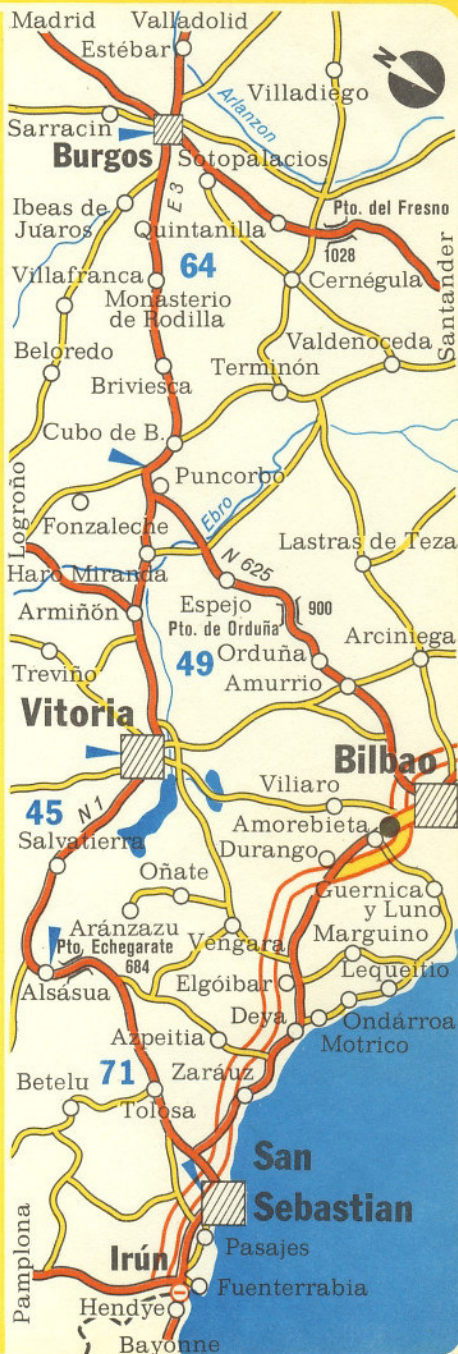 Madrid
Valladolid
Estébar
N
Villadiego
Arlanzon
Sarracin
Burgos
Sotopalacios
E 3
Ibeas de
Juaros
Quintanilla
Pto. del Fresno
1028
64
Villafranca
Cernégula
Monasterio
de Rodilla
Santander
Valdenoceda
Beloredo
Terminón
Briviesca
Cubo de B.
Puncorbo
Logroño
Fonzaleche
Ebro
N 625
Lastras de Teza
Haro
Miranda
Espejo
900
Armiñõn
Pto. de Orduña
49
Orduña
Arciniega
Treviño
Amurrio
Vitoria
Bilbao
Viliaro
45
N 1
Amorebieta
Salvatierra
Durango
Oñate
Guernica
y Luno
Aránzazu
Pto. Echegarate
684
Vengara
Marguino
Lequeitio
Alsásua
Elgóibar
Deya
Ondárroa
Azpeitia
Motrico
71
Zaráuz
Betelu
Tolosa
San
Sebastian
Pamplona
Irún
Pasajes
Fuenterrabia
Hendye
Bayonne